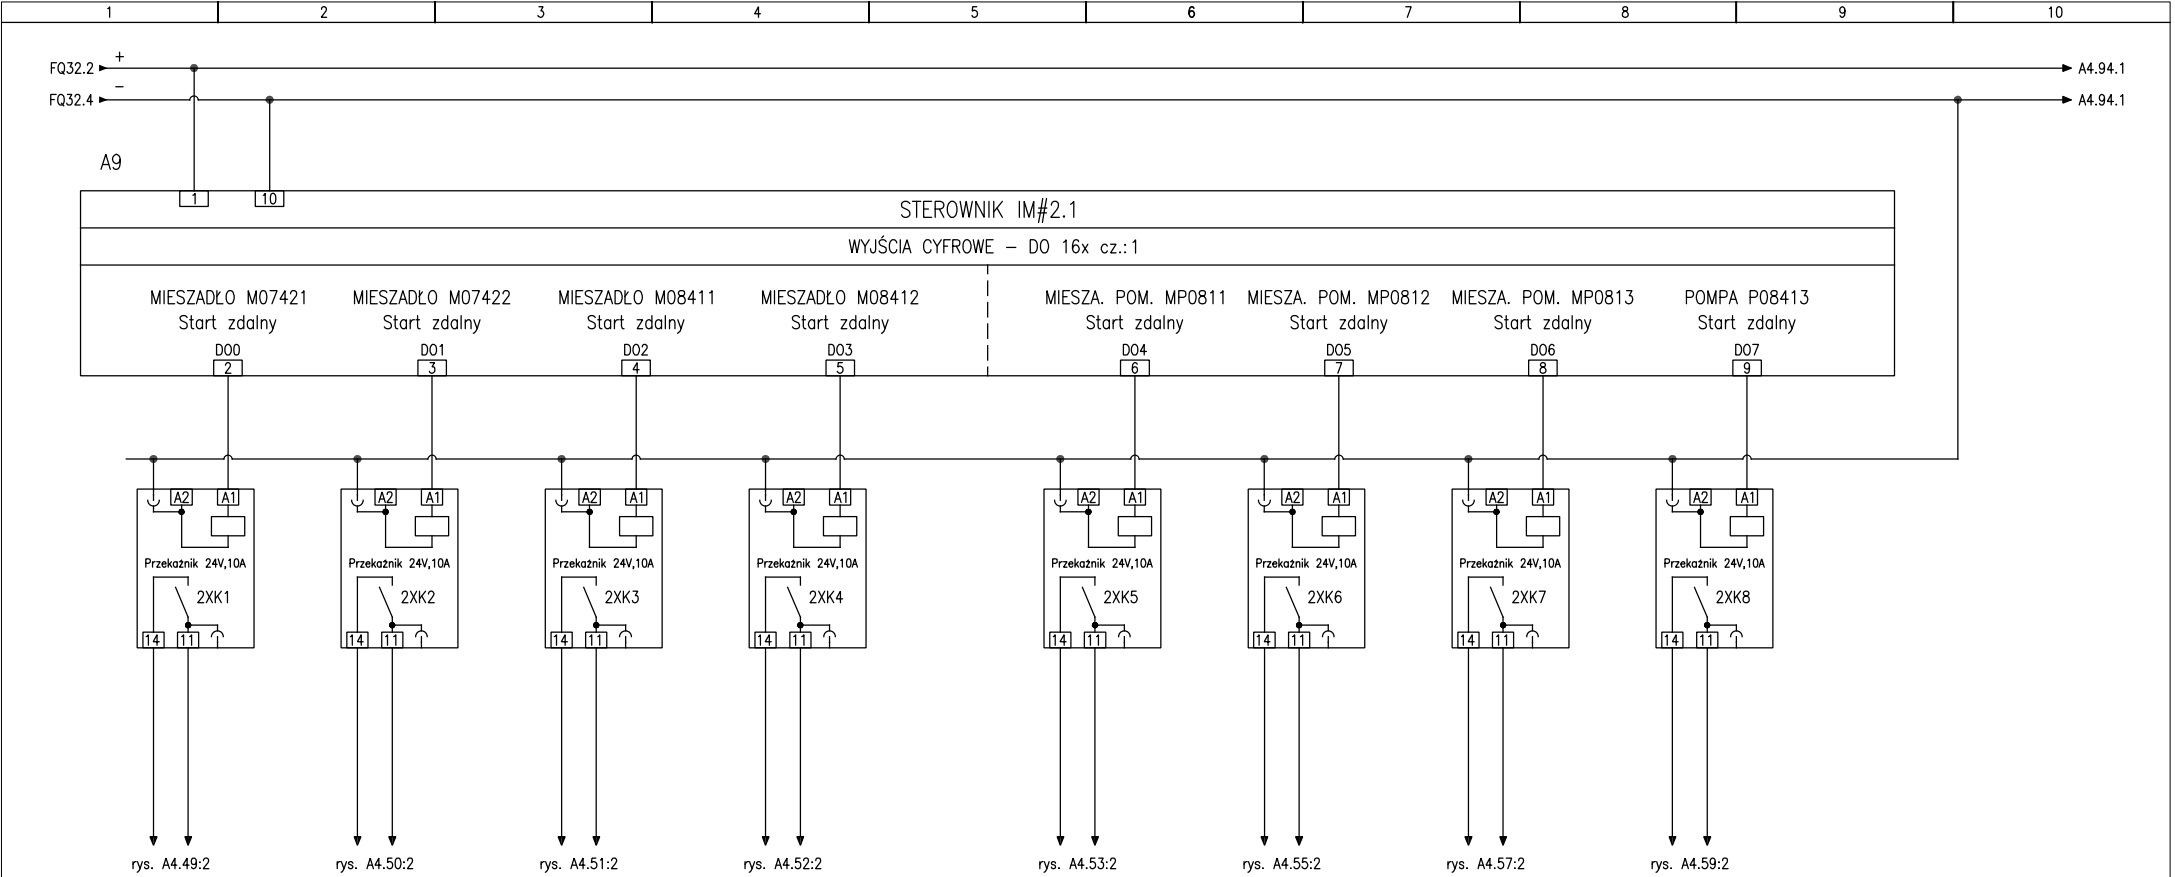 1 2 3 4 5 6 7 8 9 10
FQ32.2 + A4.94.1
FQ32.4 − A4.94.1
A9
1 10
STEROWNIK IM#2.1
WYJŚCIA CYFROWE − DO 16x cz.:1
MIESZADŁO M07421 MIESZADŁO M07422 MIESZADŁO M08411 MIESZADŁO M08412 MIESZA. POM. MP0811 MIESZA. POM. MP0812 MIESZA. POM. MP0813 POMPA P08413
Start zdalny Start zdalny Start zdalny Start zdalny Start zdalny Start zdalny Start zdalny Start zdalny
DO0 DO1 DO2 DO3 DO4 DO5 DO6 DO7
2 3 4 5 6 7 8 9
A2 A1 A2 A1 A2 A1 A2 A1 A2 A1 A2 A1 A2 A1 A2 A1
Przekaźnik 24V,10A Przekaźnik 24V,10A Przekaźnik 24V,10A Przekaźnik 24V,10A Przekaźnik 24V,10A Przekaźnik 24V,10A Przekaźnik 24V,10A Przekaźnik 24V,10A
2XK1 2XK2 2XK3 2XK4 2XK5 2XK6 2XK7 2XK8
14 11 14 11 14 11 14 11 14 11 14 11 14 11 14 11
rys. A4.49:2 rys. A4.50:2 rys. A4.51:2 rys. A4.52:2 rys. A4.53:2 rys. A4.55:2 rys. A4.57:2 rys. A4.59:2